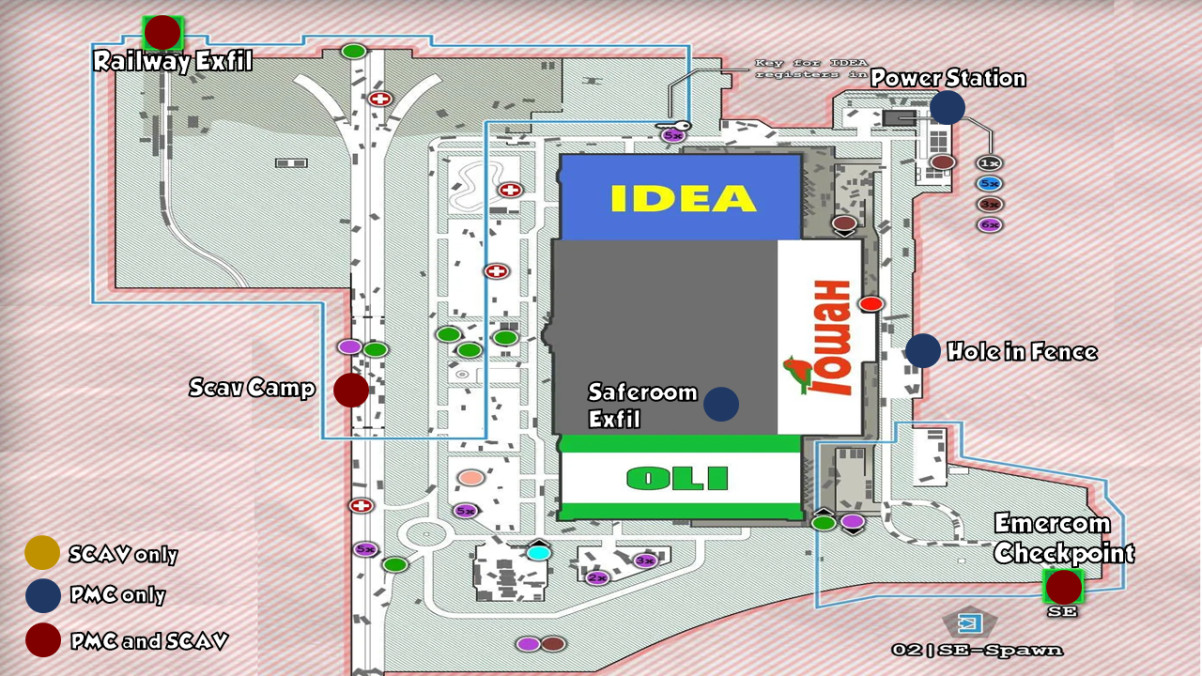 Railway Exfil
Key for IDEA
registers in
Power Station
5x
1x
5x
3x
6x
IDEA
Гошан
Hole in Fence
Scav Camp
Saferoom
Exfil
OLI
5x
5x
3x
2x
Emercom
Checkpoint
SE
02|SE-Spawn
SCAV only
PMC only
PMC and SCAV